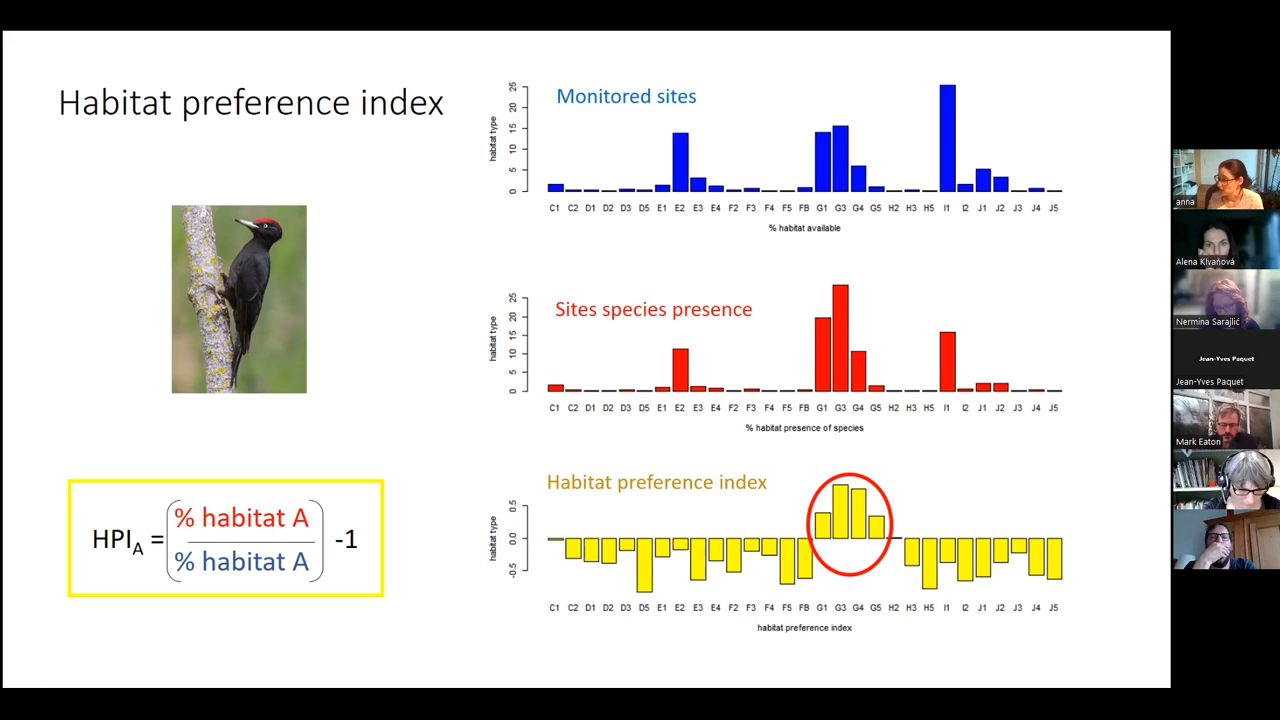 Habitat preference index
HPIA = % habitat A -1
% habitat A
Monitored sites
habitat type
0 5 10 15 20 25
C1 C2 D1 D2 D3 D5 E1 E2 E3 E4 F2 F3 F4 F5 FB G1 G3 G4 G5 H2 H3 H5 I1 I2 J1 J2 J3 J4 J5
% habitat available
Sites species presence
habitat type
0 5 10 15 20 25
C1 C2 D1 D2 D3 D5 E1 E2 E3 E4 F2 F3 F4 F5 FB G1 G3 G4 G5 H2 H3 H5 I1 I2 J1 J2 J3 J4 J5
% habitat presence of species
Habitat preference index
habitat type
-0.5 0.0 0.5
C1 C2 D1 D2 D3 D5 E1 E2 E3 E4 F2 F3 F4 F5 FB G1 G3 G4 G5 H2 H3 H5 I1 I2 J1 J2 J3 J4 J5
habitat preference index
anna
Alena Klvaňová
Nermina Sarajlić
Jean-Yves Paquet
Jean-Yves Paquet
Mark Eaton